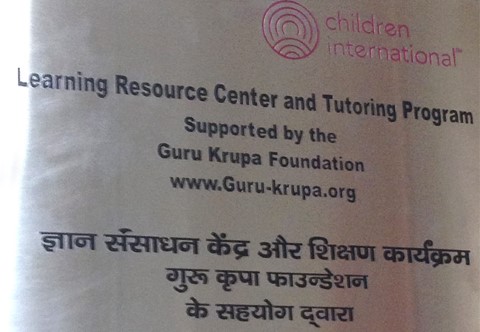 children
international™
Learning Resource Center and Tutoring Program
Supported by the
Guru Krupa Foundation
www.Guru-krupa.org
ज्ञान संसाधन केंद्र और शिक्षण कार्यक्रम
गुरू कृपा फाउन्डेशन
के सहयोग द्वारा